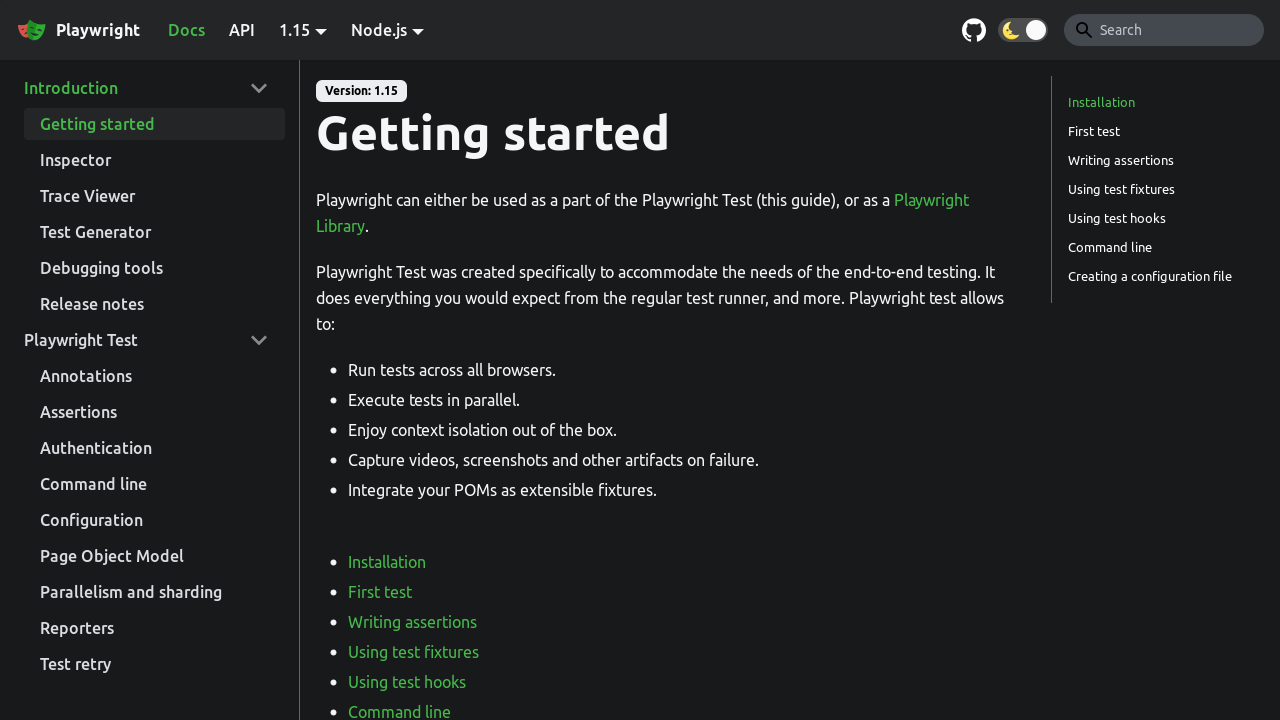 Playwright
Docs
API
1.15
Node.js
Search
Introduction
Getting started
Inspector
Trace Viewer
Test Generator
Debugging tools
Release notes
Playwright Test
Annotations
Assertions
Authentication
Command line
Configuration
Page Object Model
Parallelism and sharding
Reporters
Test retry
Version: 1.15
Getting started
Playwright can either be used as a part of the Playwright Test (this guide), or as a Playwright
Library.
Playwright Test was created specifically to accommodate the needs of the end-to-end testing. It
does everything you would expect from the regular test runner, and more. Playwright test allows
to:
Run tests across all browsers.
Execute tests in parallel.
Enjoy context isolation out of the box.
Capture videos, screenshots and other artifacts on failure.
Integrate your POMs as extensible fixtures.
Installation
First test
Writing assertions
Using test fixtures
Using test hooks
Command line
Installation
First test
Writing assertions
Using test fixtures
Using test hooks
Command line
Creating a configuration file